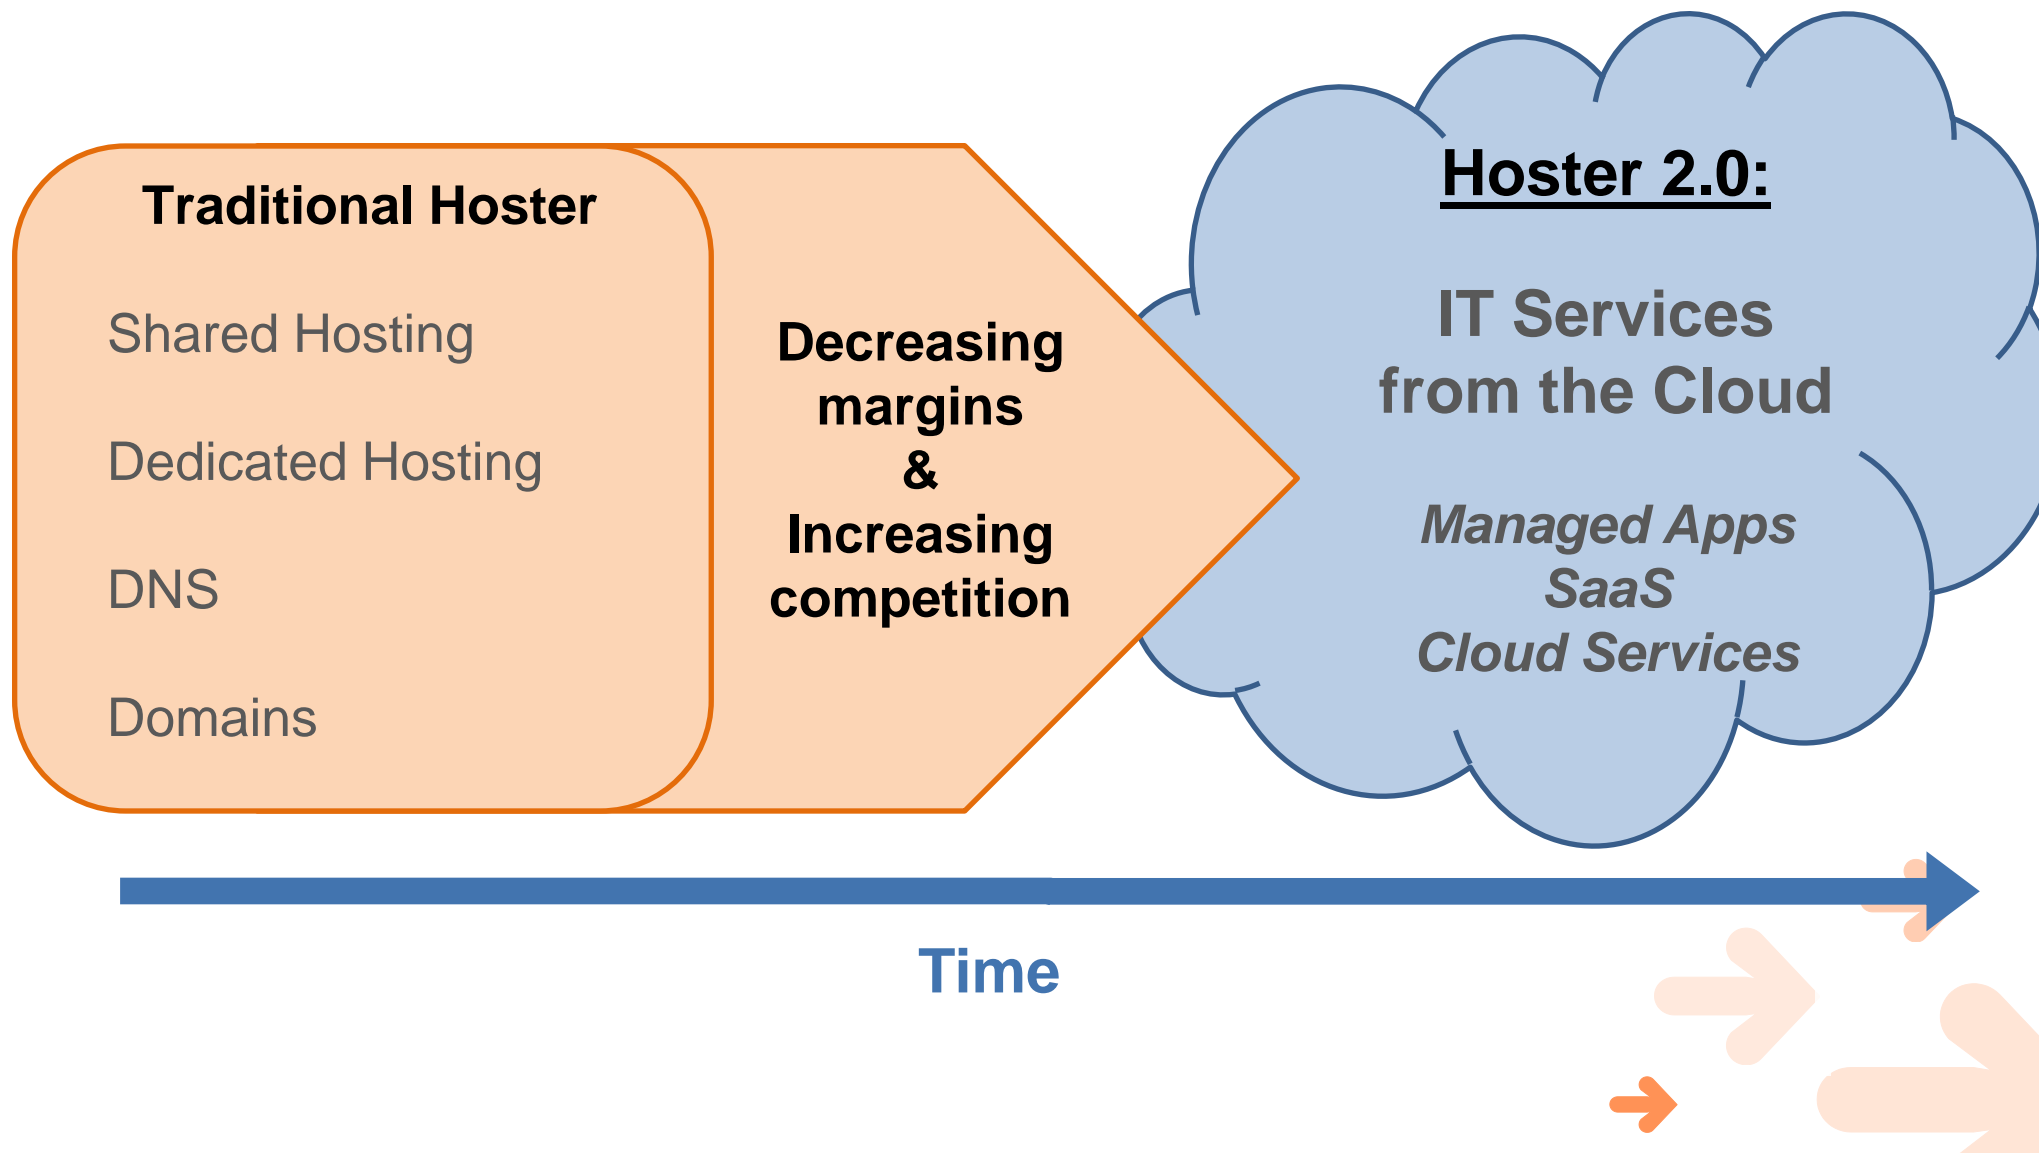 Traditional Hoster
Shared Hosting
Dedicated Hosting
DNS
Domains
Decreasing
margins
&
Increasing
competition
Hoster 2.0:
IT Services
from the Cloud
Managed Apps
SaaS
Cloud Services
Time